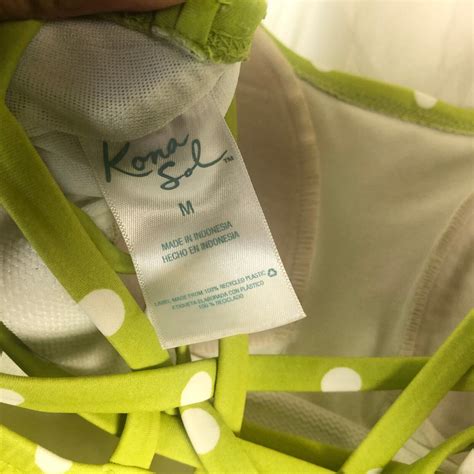 Kona
Sol™
M
MADE IN INDONESIA
HECHO EN INDONESIA
LABEL MADE FROM 100% RECYCLED PLASTIC
ETIQUETA ELABORADA CON PLÁSTICO
100 % RECICLADO